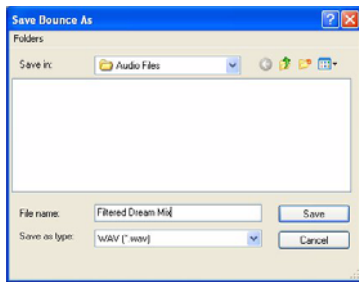 Save Bounce As
Folders
Save in:
Audio Files
File name:
Filtered Dream Mix
Save
Save as type:
WAV (*.wav)
Cancel